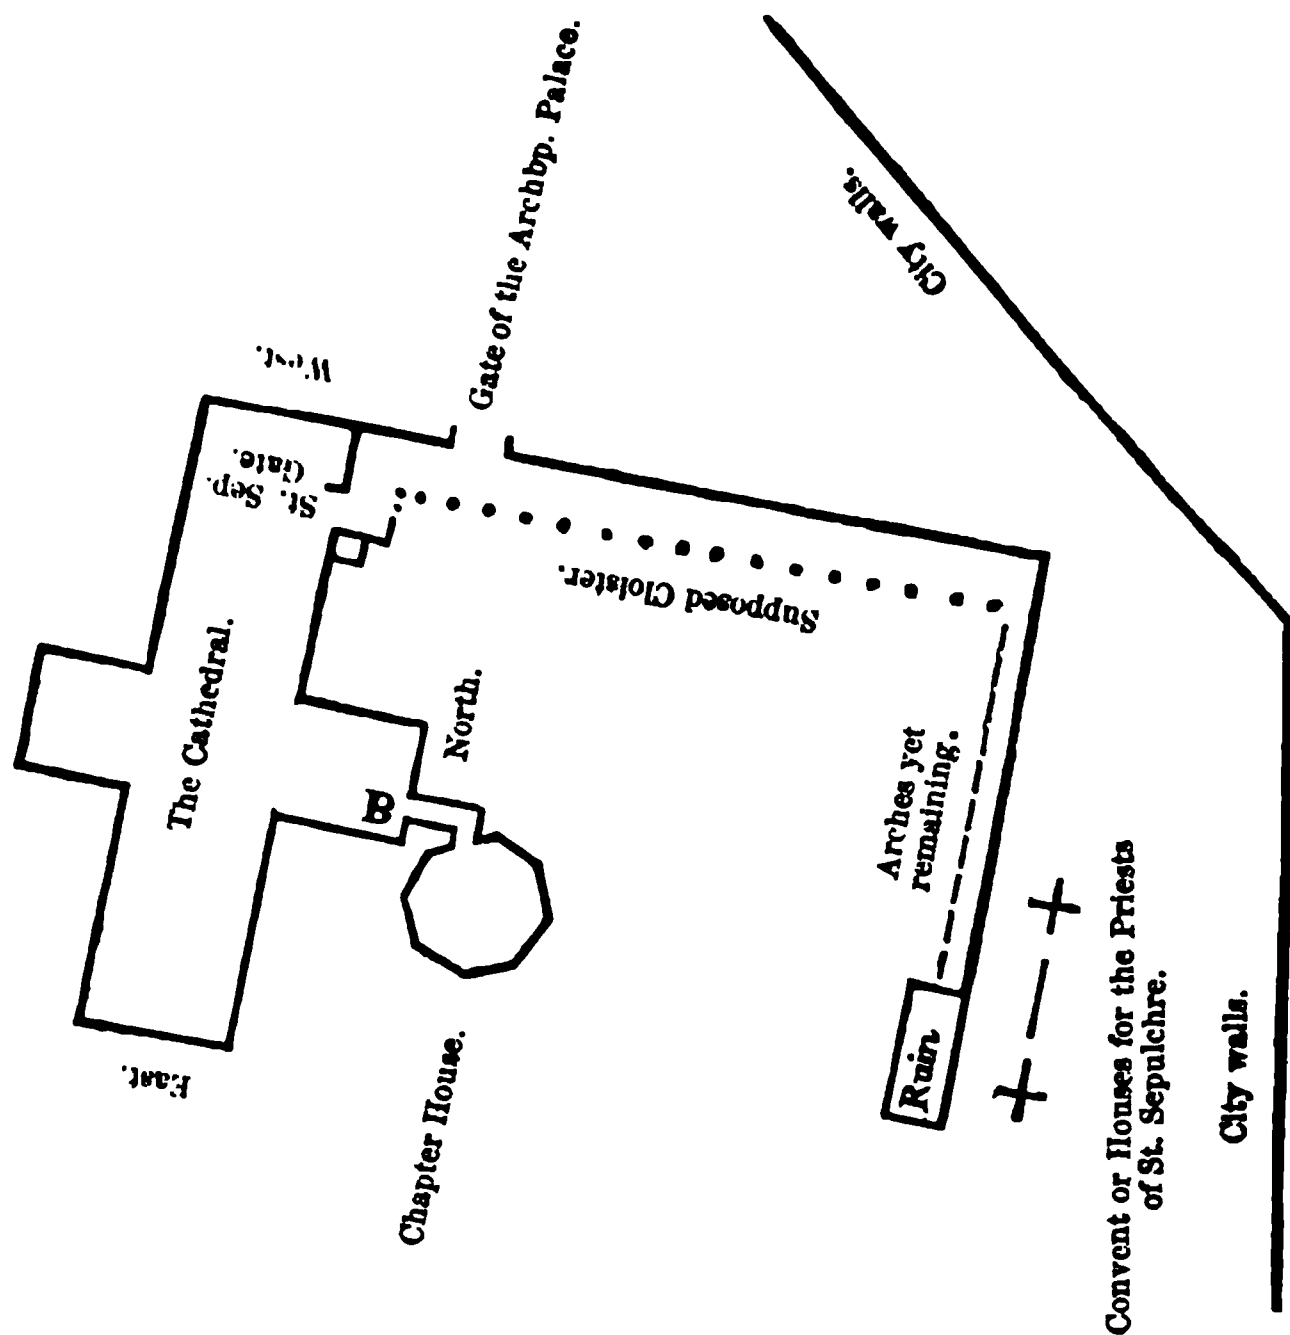 Gate of the Archbp. Palace.
City walls.
West.
St. Sep.
Gate.
The Cathedral.
Supposed Cloister.
North.
B
Arches yet
remaining.
East.
Chapter House.
Ruin
Convent or Houses for the Priests
of St. Sepulchre.
City walls.